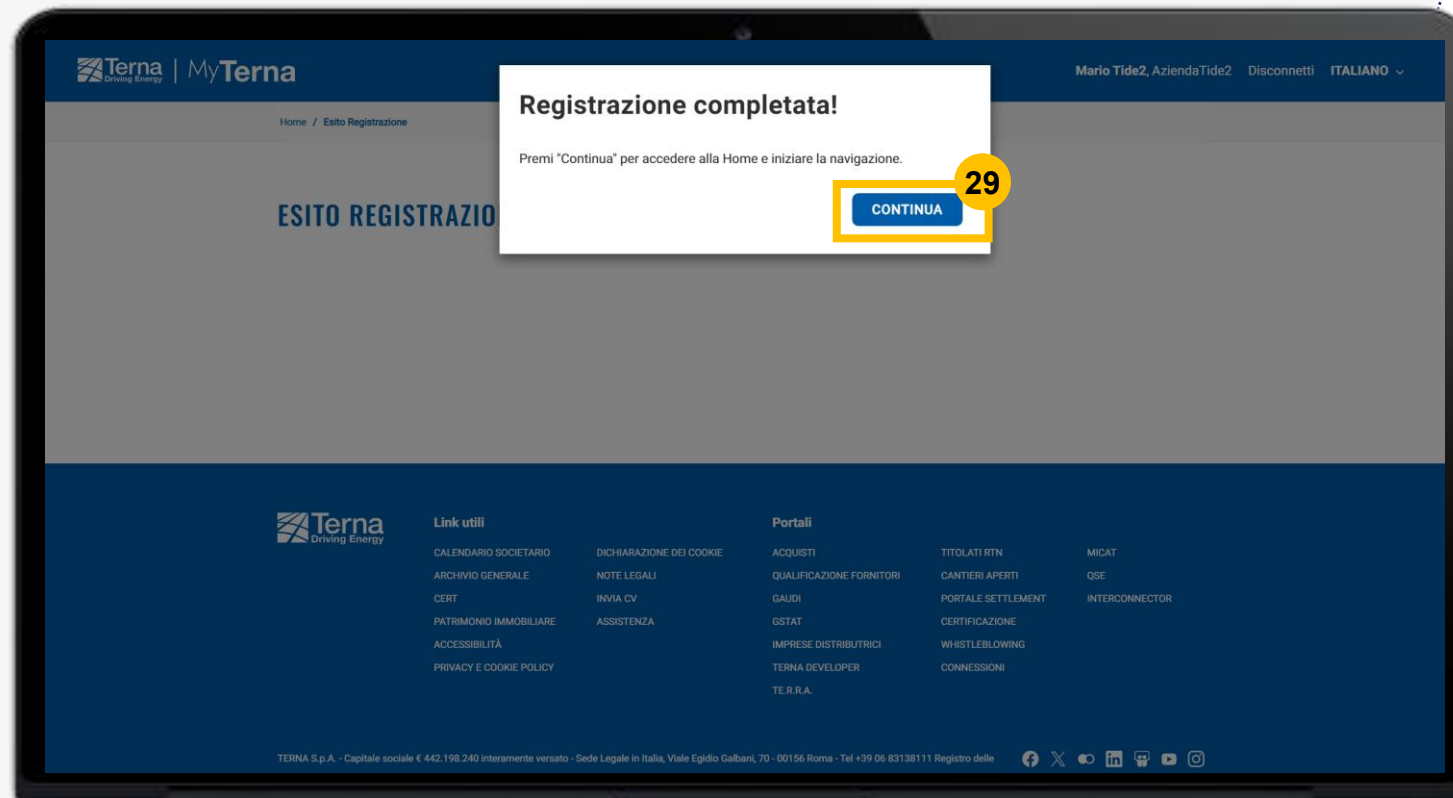 Terna
Driving Energy
MyTerna
Mario Tide2, AziendaTide2 Disconnetti ITALIANO
Home / Esito Registrazione
Registrazione completata!
Premi "Continua" per accedere alla Home e iniziare la navigazione.
29
CONTINUA
ESITO REGISTRAZIO
Terna
Driving Energy
Link utili
CALENDARIO SOCIETARIO
ARCHIVIO GENERALE
CERT
PATRIMONIO IMMOBILIARE
ACCESSIBILITÀ
PRIVACY E COOKIE POLICY
DICHIARAZIONE DEI COOKIE
NOTE LEGALI
INVIA CV
ASSISTENZA
Portali
ACQUISTI
QUALIFICAZIONE FORNITORI
GAUDI
GSTAT
IMPRESE DISTRIBUTRICI
TERNA DEVELOPER
TE.R.R.A.
TITOLATI RTN
CANTIERI APERTI
PORTALE SETTLEMENT
CERTIFICAZIONE
WHISTLEBLOWING
CONNESSIONI
MICAT
QSE
INTERCONNECTOR
TERNA S.p.A. - Capitale sociale € 442.198.240 interamente versato - Sede Legale in Italia, Viale Egidio Galbani, 70 - 00156 Roma - Tel +39 06 83138111 Registro delle